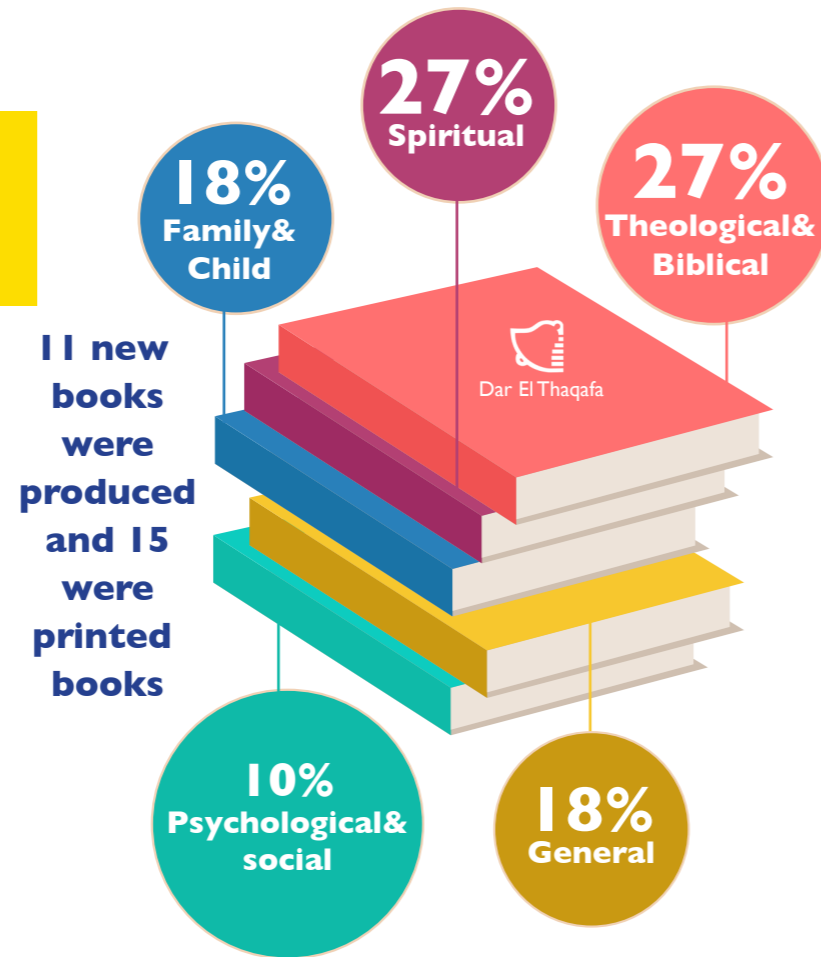 27%
Spiritual
27%
Theological&
Biblical
18%
Family&
Child
11 new
books
were
produced
and 15
were
printed
books
Dar El Thaqafa
10%
Psychological&
social
18%
General